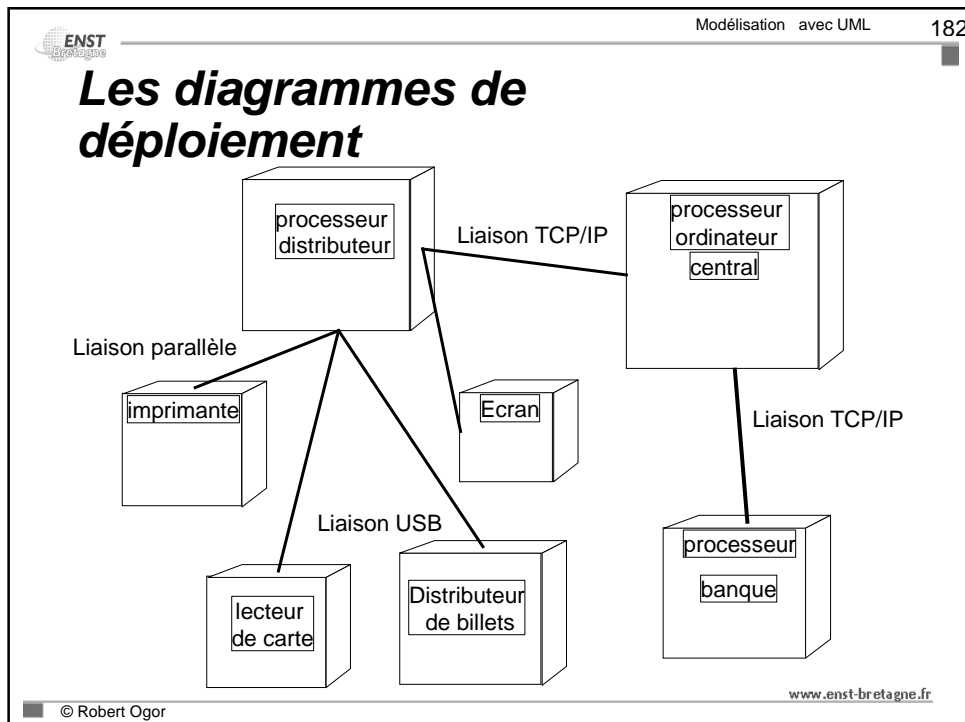 Modélisation avec UML
182
ENST
Bretagne
Les diagrammes de
déploiement
processeur
distributeur
Liaison TCP/IP
processeur
ordinateur
central
Liaison parallèle
imprimante
Ecran
Liaison TCP/IP
Liaison USB
lecteur
de carte
Distributeur
de billets
processeur
banque
www.enst-bretagne.fr
© Robert Ogor